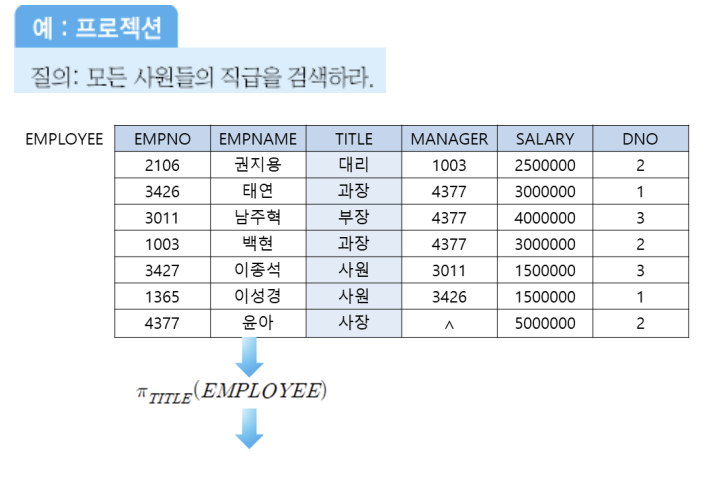 예 : 프로젝션
질의: 모든 사원들의 직급을 검색하라.
EMPLOYEE EMPNO EMPNAME TITLE MANAGER SALARY DNO
2106 권지용 대리 1003 2500000 2
3426 태연 과장 4377 3000000 1
3011 남주혁 부장 4377 4000000 3
1003 백현 과장 4377 3000000 2
3427 이종석 사원 3011 1500000 3
1365 이성경 사원 3426 1500000 1
4377 윤아 사장 ∧ 5000000 2
π TITLE(EMPLOYEE)